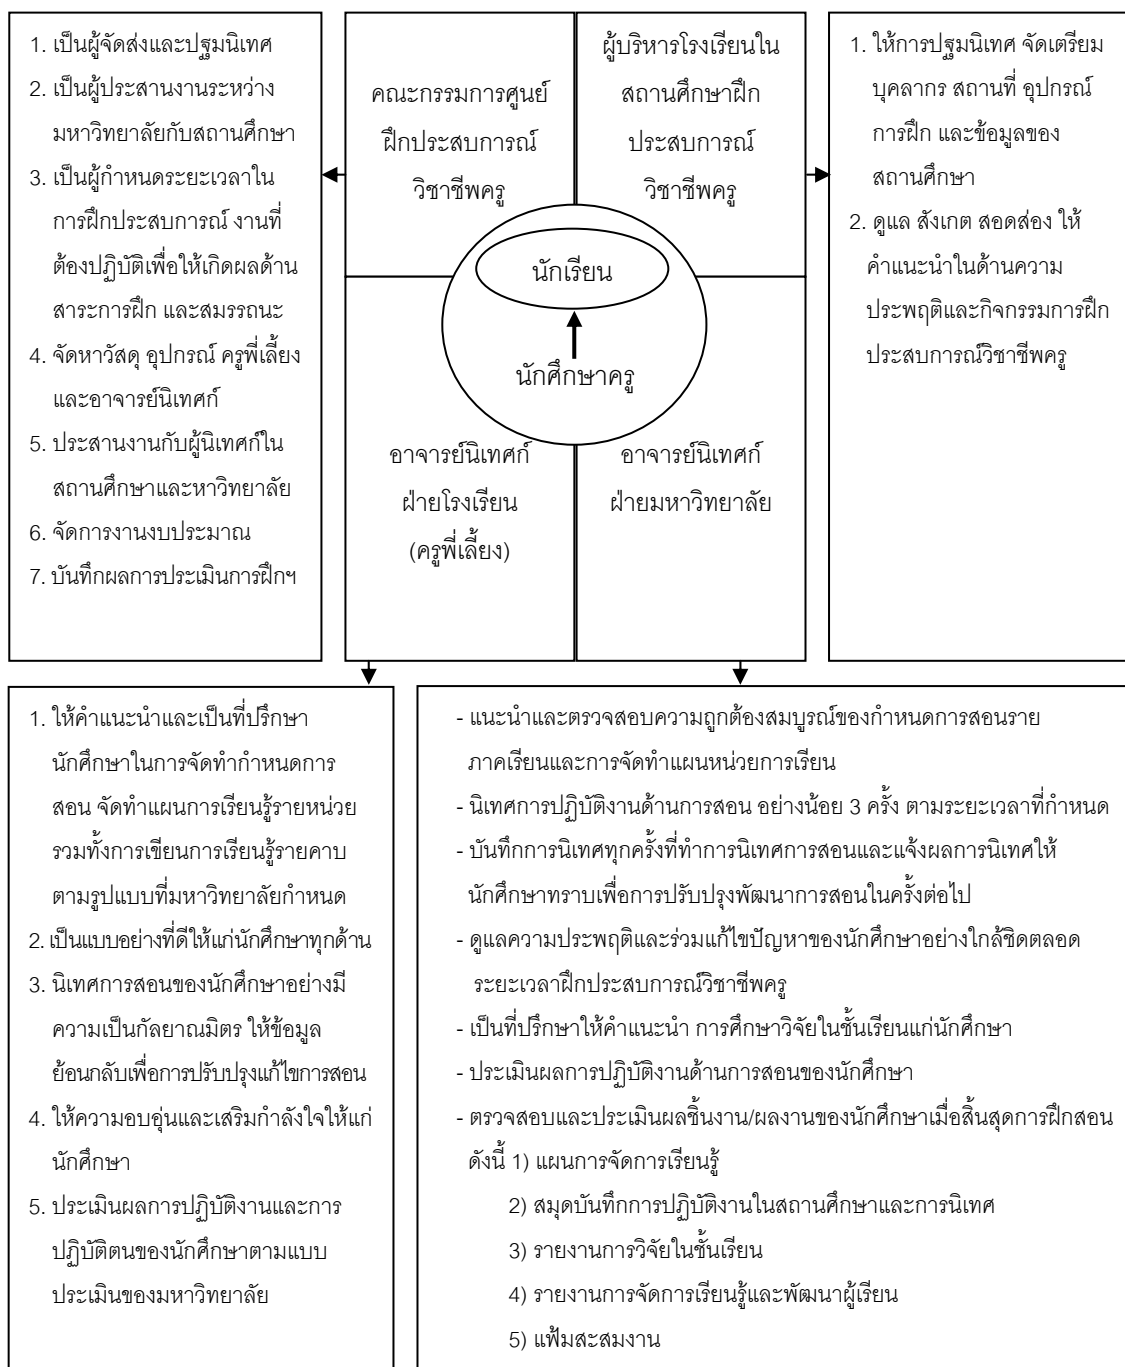 1. เป็นผู้จัดส่งและปฐมนิเทศ
2. เป็นผู้ประสานงานระหว่าง
มหาวิทยาลัยกับสถานศึกษา
3. เป็นผู้กำหนดระยะเวลาใน
การฝึกประสบการณ์ งานที่
ต้องปฏิบัติเพื่อให้เกิดผลด้าน
สาระการฝึก และสมรรถนะ
4. จัดหาวัสดุ อุปกรณ์ ครูพี่เลี้ยง
และอาจารย์นิเทศก์
5. ประสานงานกับผู้นิเทศก์ใน
สถานศึกษาและหาวิทยาลัย
6. จัดการงานงบประมาณ
7. บันทึกผลการประเมินการฝึกฯ
คณะกรรมการศูนย์
ฝึกประสบการณ์
วิชาชีพครู
ผู้บริหารโรงเรียนใน
สถานศึกษาฝึก
ประสบการณ์
วิชาชีพครู
นักเรียน
นักศึกษาครู
อาจารย์นิเทศก์
ฝ่ายโรงเรียน
(ครูพี่เลี้ยง)
อาจารย์นิเทศก์
ฝ่ายมหาวิทยาลัย
1. ให้การปฐมนิเทศ จัดเตรียม
บุคลากร สถานที่ อุปกรณ์
การฝึก และข้อมูลของ
สถานศึกษา
2. ดูแล สังเกต สอดส่อง ให้
คำแนะนำในด้านความ
ประพฤติและกิจกรรมการฝึก
ประสบการณ์วิชาชีพครู
1. ให้คำแนะนำและเป็นที่ปรึกษา
นักศึกษาในการจัดทำกำหนดการ
สอน จัดทำแผนการเรียนรู้รายหน่วย
รวมทั้งการเขียนการเรียนรู้รายคาบ
ตามรูปแบบที่มหาวิทยาลัยกำหนด
2. เป็นแบบอย่างที่ดีให้แก่นักศึกษาทุกด้าน
3. นิเทศการสอนของนักศึกษาอย่างมี
ความเป็นกัลยาณมิตร ให้ข้อมูล
ย้อนกลับเพื่อการปรับปรุงแก้ไขการสอน
4. ให้ความอบอุ่นและเสริมกำลังใจให้แก่
นักศึกษา
5. ประเมินผลการปฏิบัติงานและการ
ปฏิบัติตนของนักศึกษาตามแบบ
ประเมินของมหาวิทยาลัย
- แนะนำและตรวจสอบความถูกต้องสมบูรณ์ของกำหนดการสอนราย
ภาคเรียนและการจัดทำแผนหน่วยการเรียน
- นิเทศการปฏิบัติงานด้านการสอน อย่างน้อย 3 ครั้ง ตามระยะเวลาที่กำหนด
- บันทึกการนิเทศทุกครั้งที่ทำการนิเทศการสอนและแจ้งผลการนิเทศให้
นักศึกษาทราบเพื่อการปรับปรุงพัฒนาการสอนในครั้งต่อไป
- ดูแลความประพฤติและร่วมแก้ไขปัญหาของนักศึกษาอย่างใกล้ชิดตลอด
ระยะเวลาฝึกประสบการณ์วิชาชีพครู
- เป็นที่ปรึกษาให้คำแนะนำ การศึกษาวิจัยในชั้นเรียนแก่นักศึกษา
- ประเมินผลการปฏิบัติงานด้านการสอนของนักศึกษา
- ตรวจสอบและประเมินผลชิ้นงาน/ผลงานของนักศึกษาเมื่อสิ้นสุดการฝึกสอน
ดังนี้ 1) แผนการจัดการเรียนรู้
2) สมุดบันทึกการปฏิบัติงานในสถานศึกษาและการนิเทศ
3) รายงานการวิจัยในชั้นเรียน
4) รายงานการจัดการเรียนรู้และพัฒนาผู้เรียน
5) แฟ้มสะสมงาน